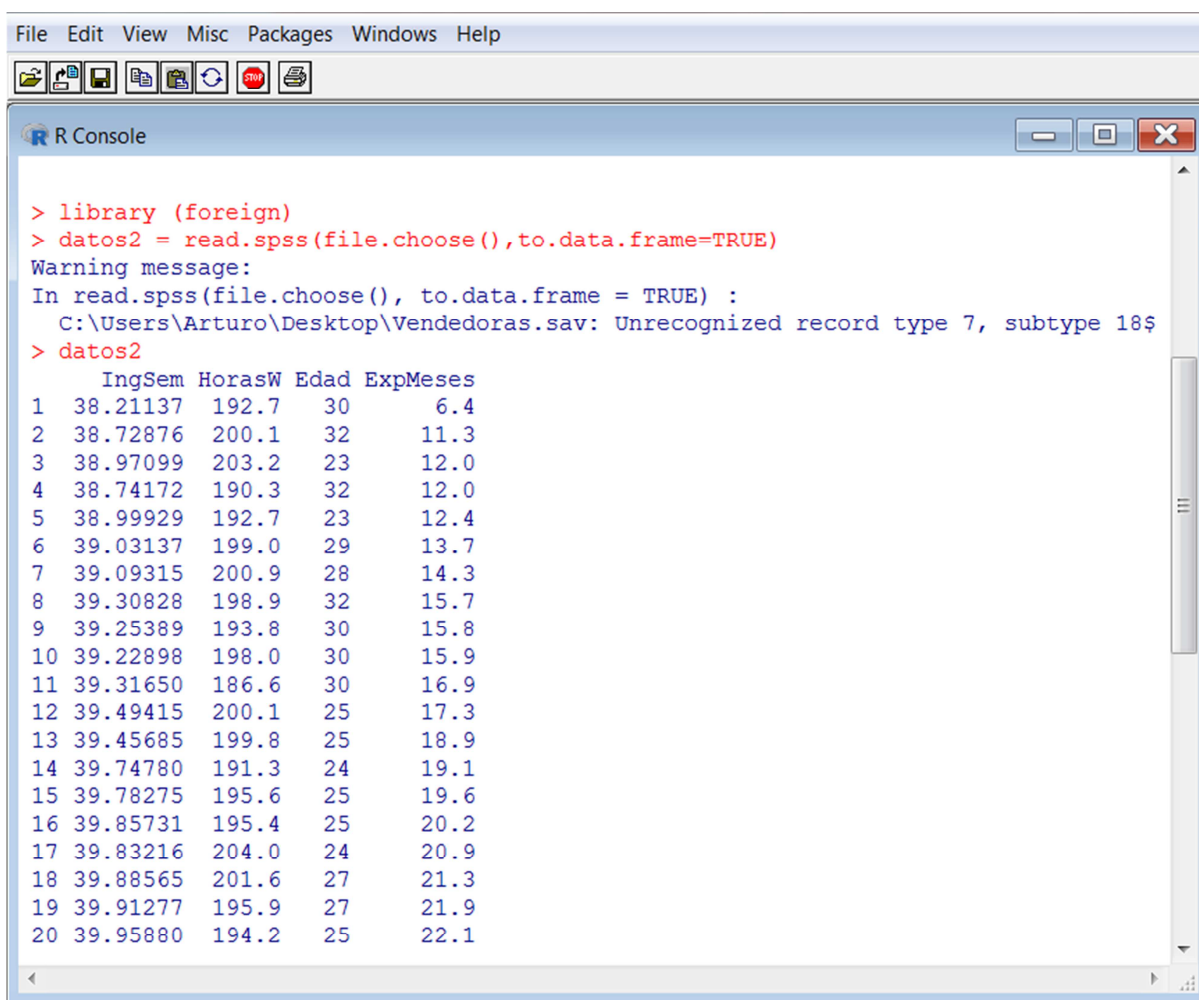 File Edit View Misc Packages Windows Help
STOP
R R Console
> library (foreign)
> datos2 = read.spss(file.choose(),to.data.frame=TRUE)
Warning message:
In read.spss(file.choose(), to.data.frame = TRUE) :
  C:\Users\Arturo\Desktop\Vendedoras.sav: Unrecognized record type 7, subtype 18$
> datos2
     IngSem HorasW Edad ExpMeses
1  38.21137  192.7   30      6.4
2  38.72876  200.1   32     11.3
3  38.97099  203.2   23     12.0
4  38.74172  190.3   32     12.0
5  38.99929  192.7   23     12.4
6  39.03137  199.0   29     13.7
7  39.09315  200.9   28     14.3
8  39.30828  198.9   32     15.7
9  39.25389  193.8   30     15.8
10 39.22898  198.0   30     15.9
11 39.31650  186.6   30     16.9
12 39.49415  200.1   25     17.3
13 39.45685  199.8   25     18.9
14 39.74780  191.3   24     19.1
15 39.78275  195.6   25     19.6
16 39.85731  195.4   25     20.2
17 39.83216  204.0   24     20.9
18 39.88565  201.6   27     21.3
19 39.91277  195.9   27     21.9
20 39.95880  194.2   25     22.1